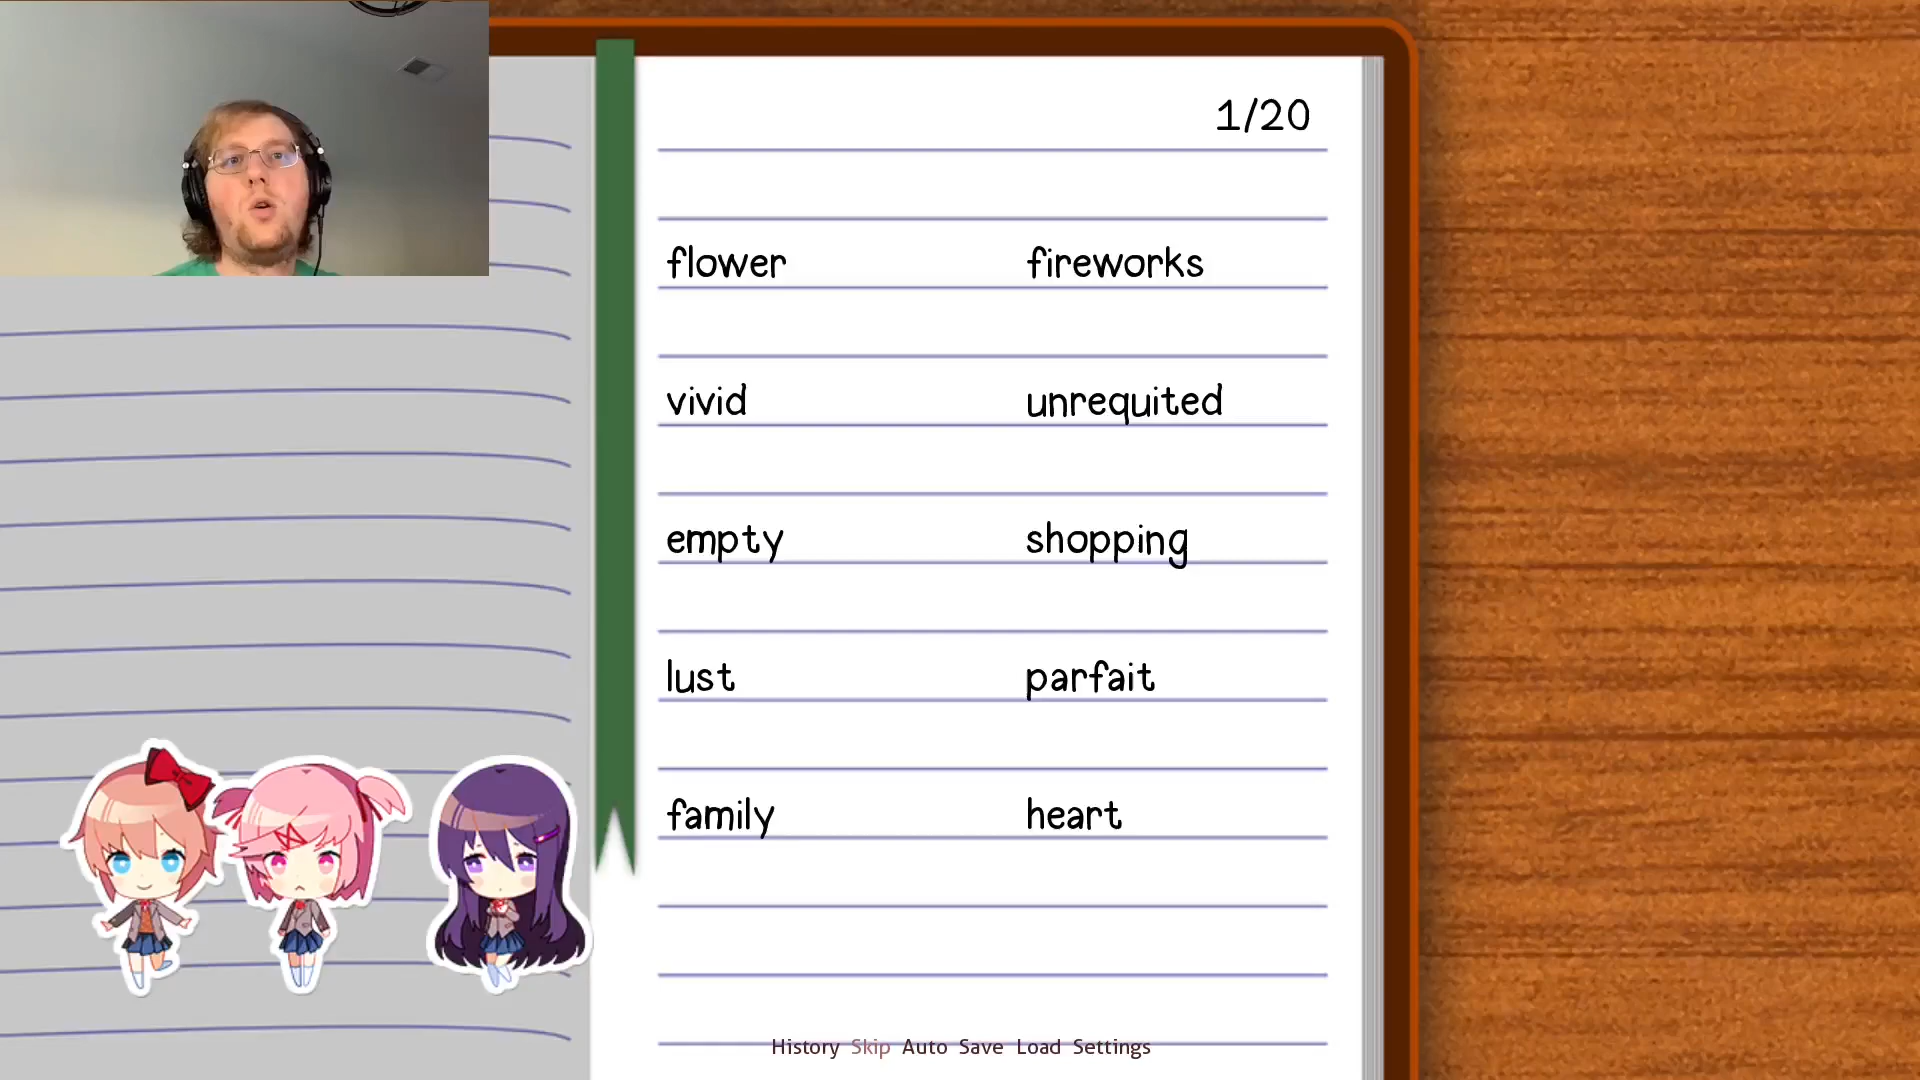 1/20
flower fireworks
vivid unrequited
empty shopping
lust parfait
family heart
History Skip Auto Save Load Settings